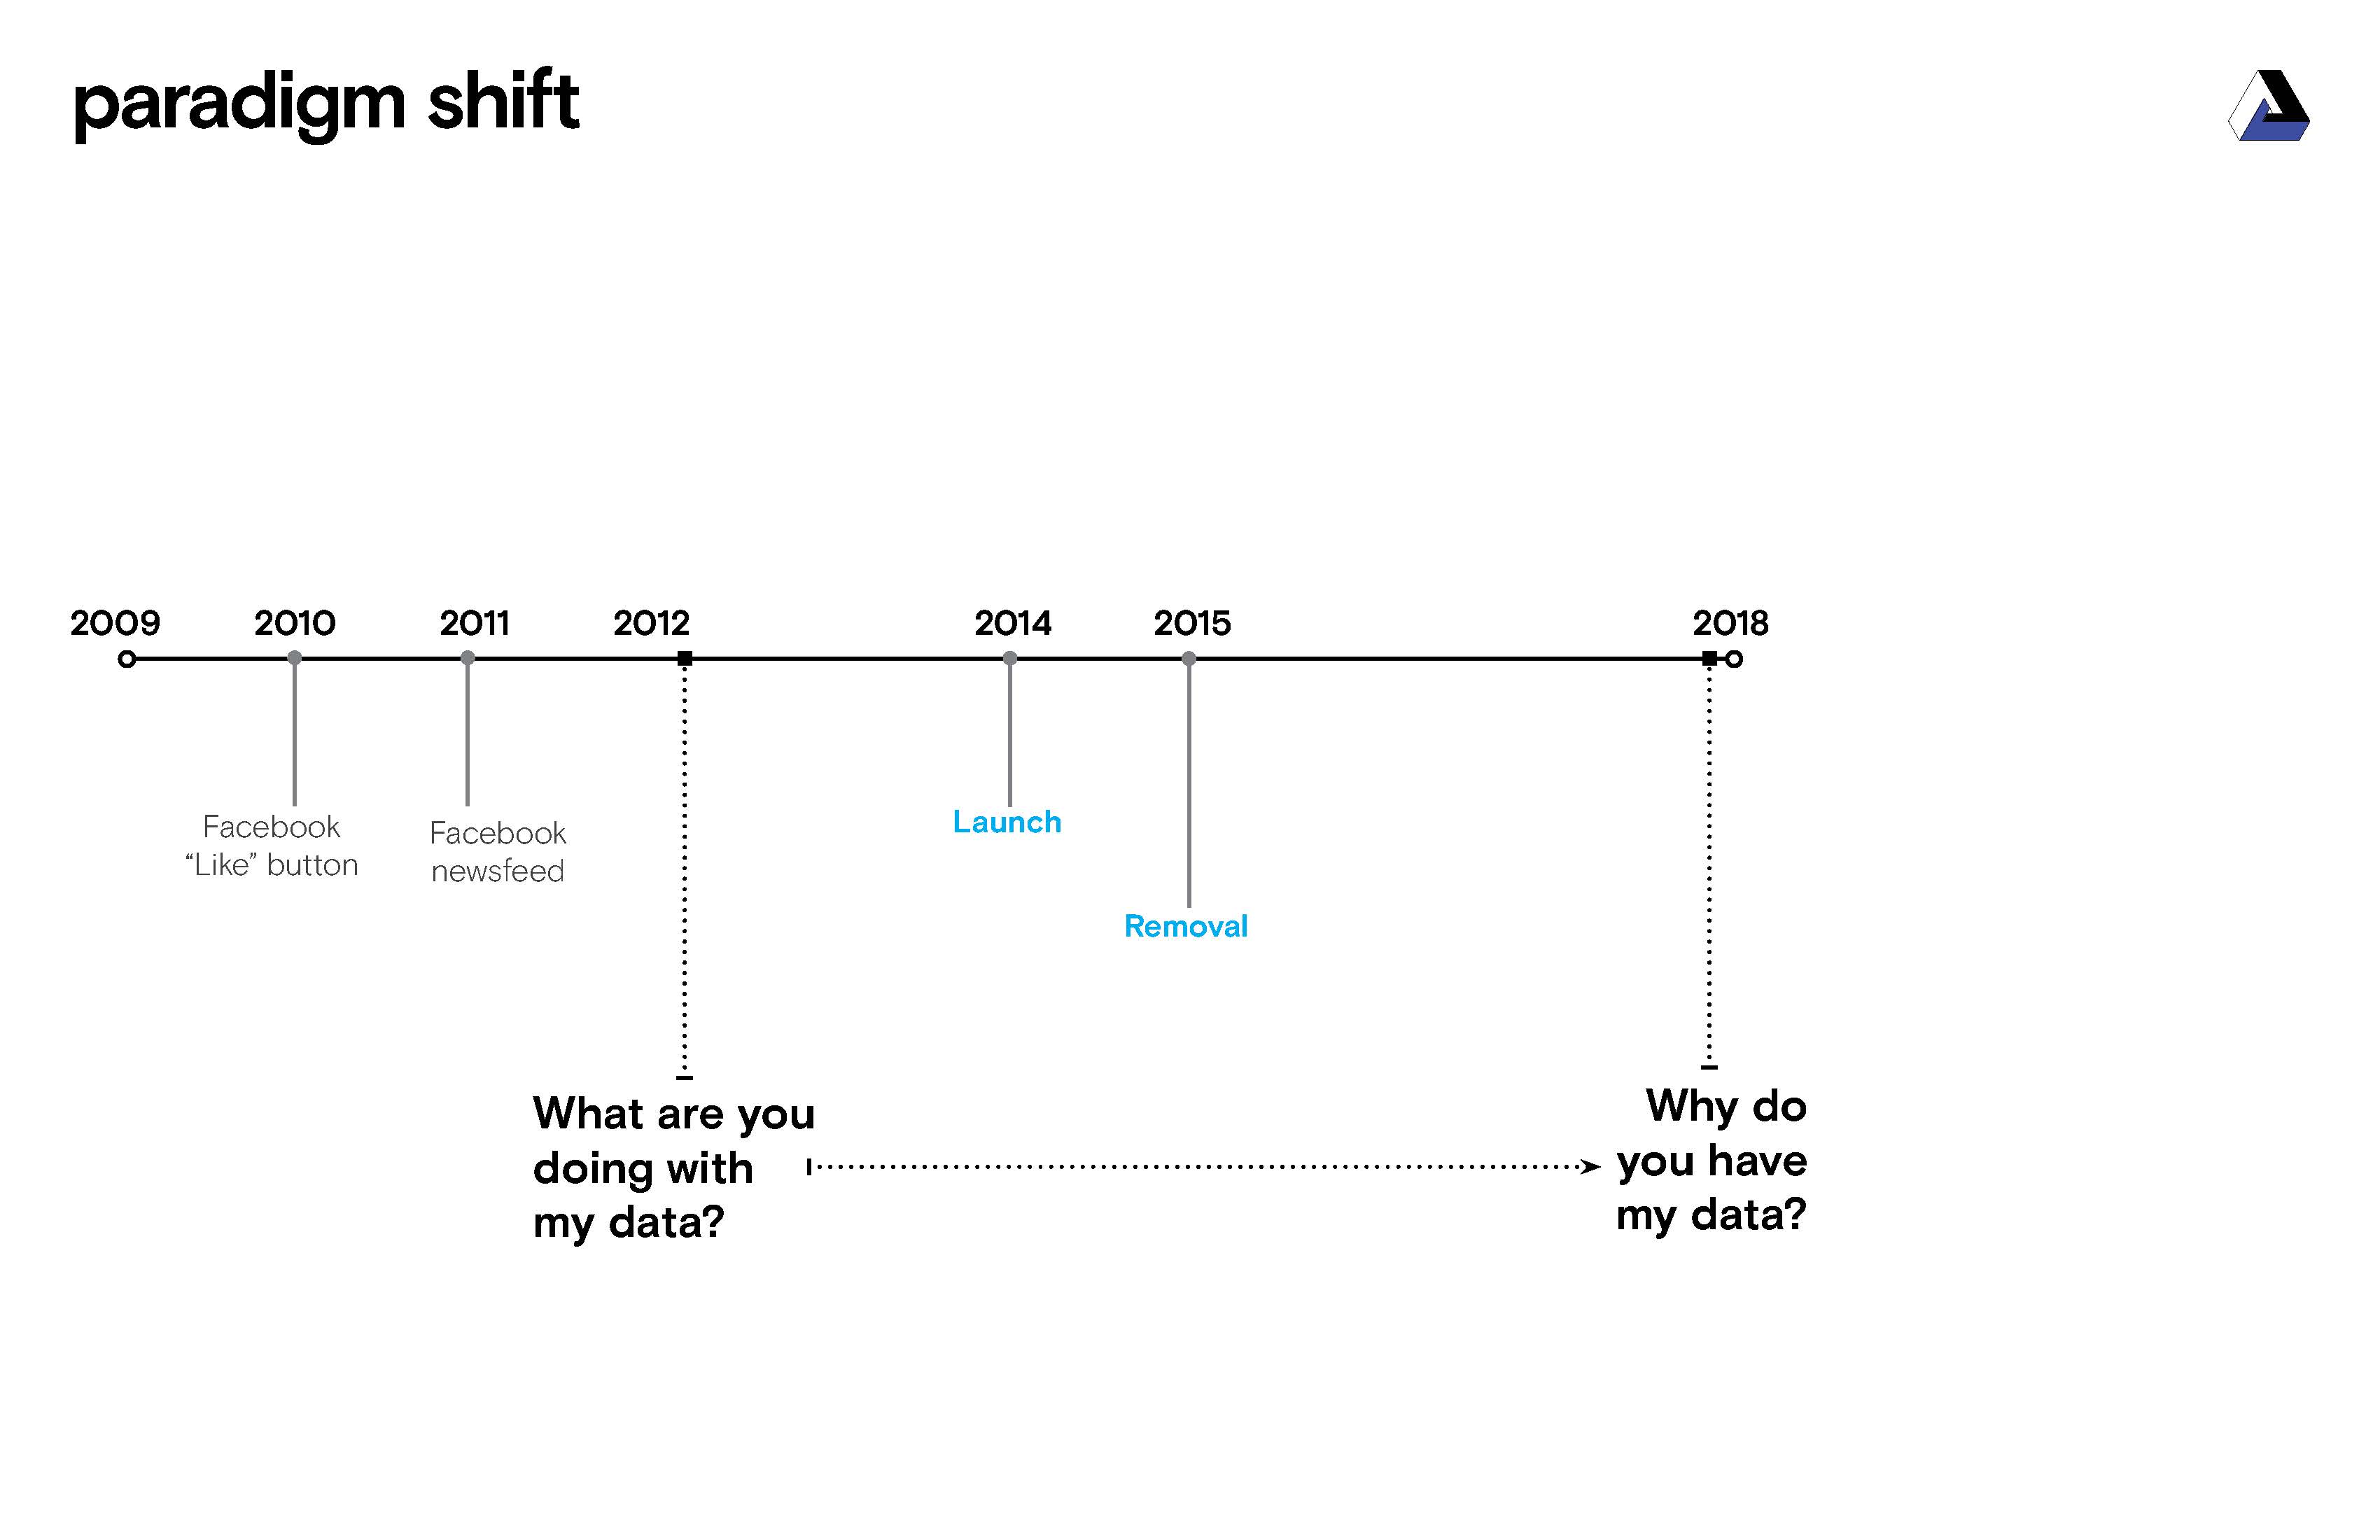 paradigm shift
2009
2010
2011
2012
2014
2015
2018
Facebook
“Like” button
Facebook
newsfeed
Launch
Removal
What are you
doing with
my data?
Why do
you have
my data?